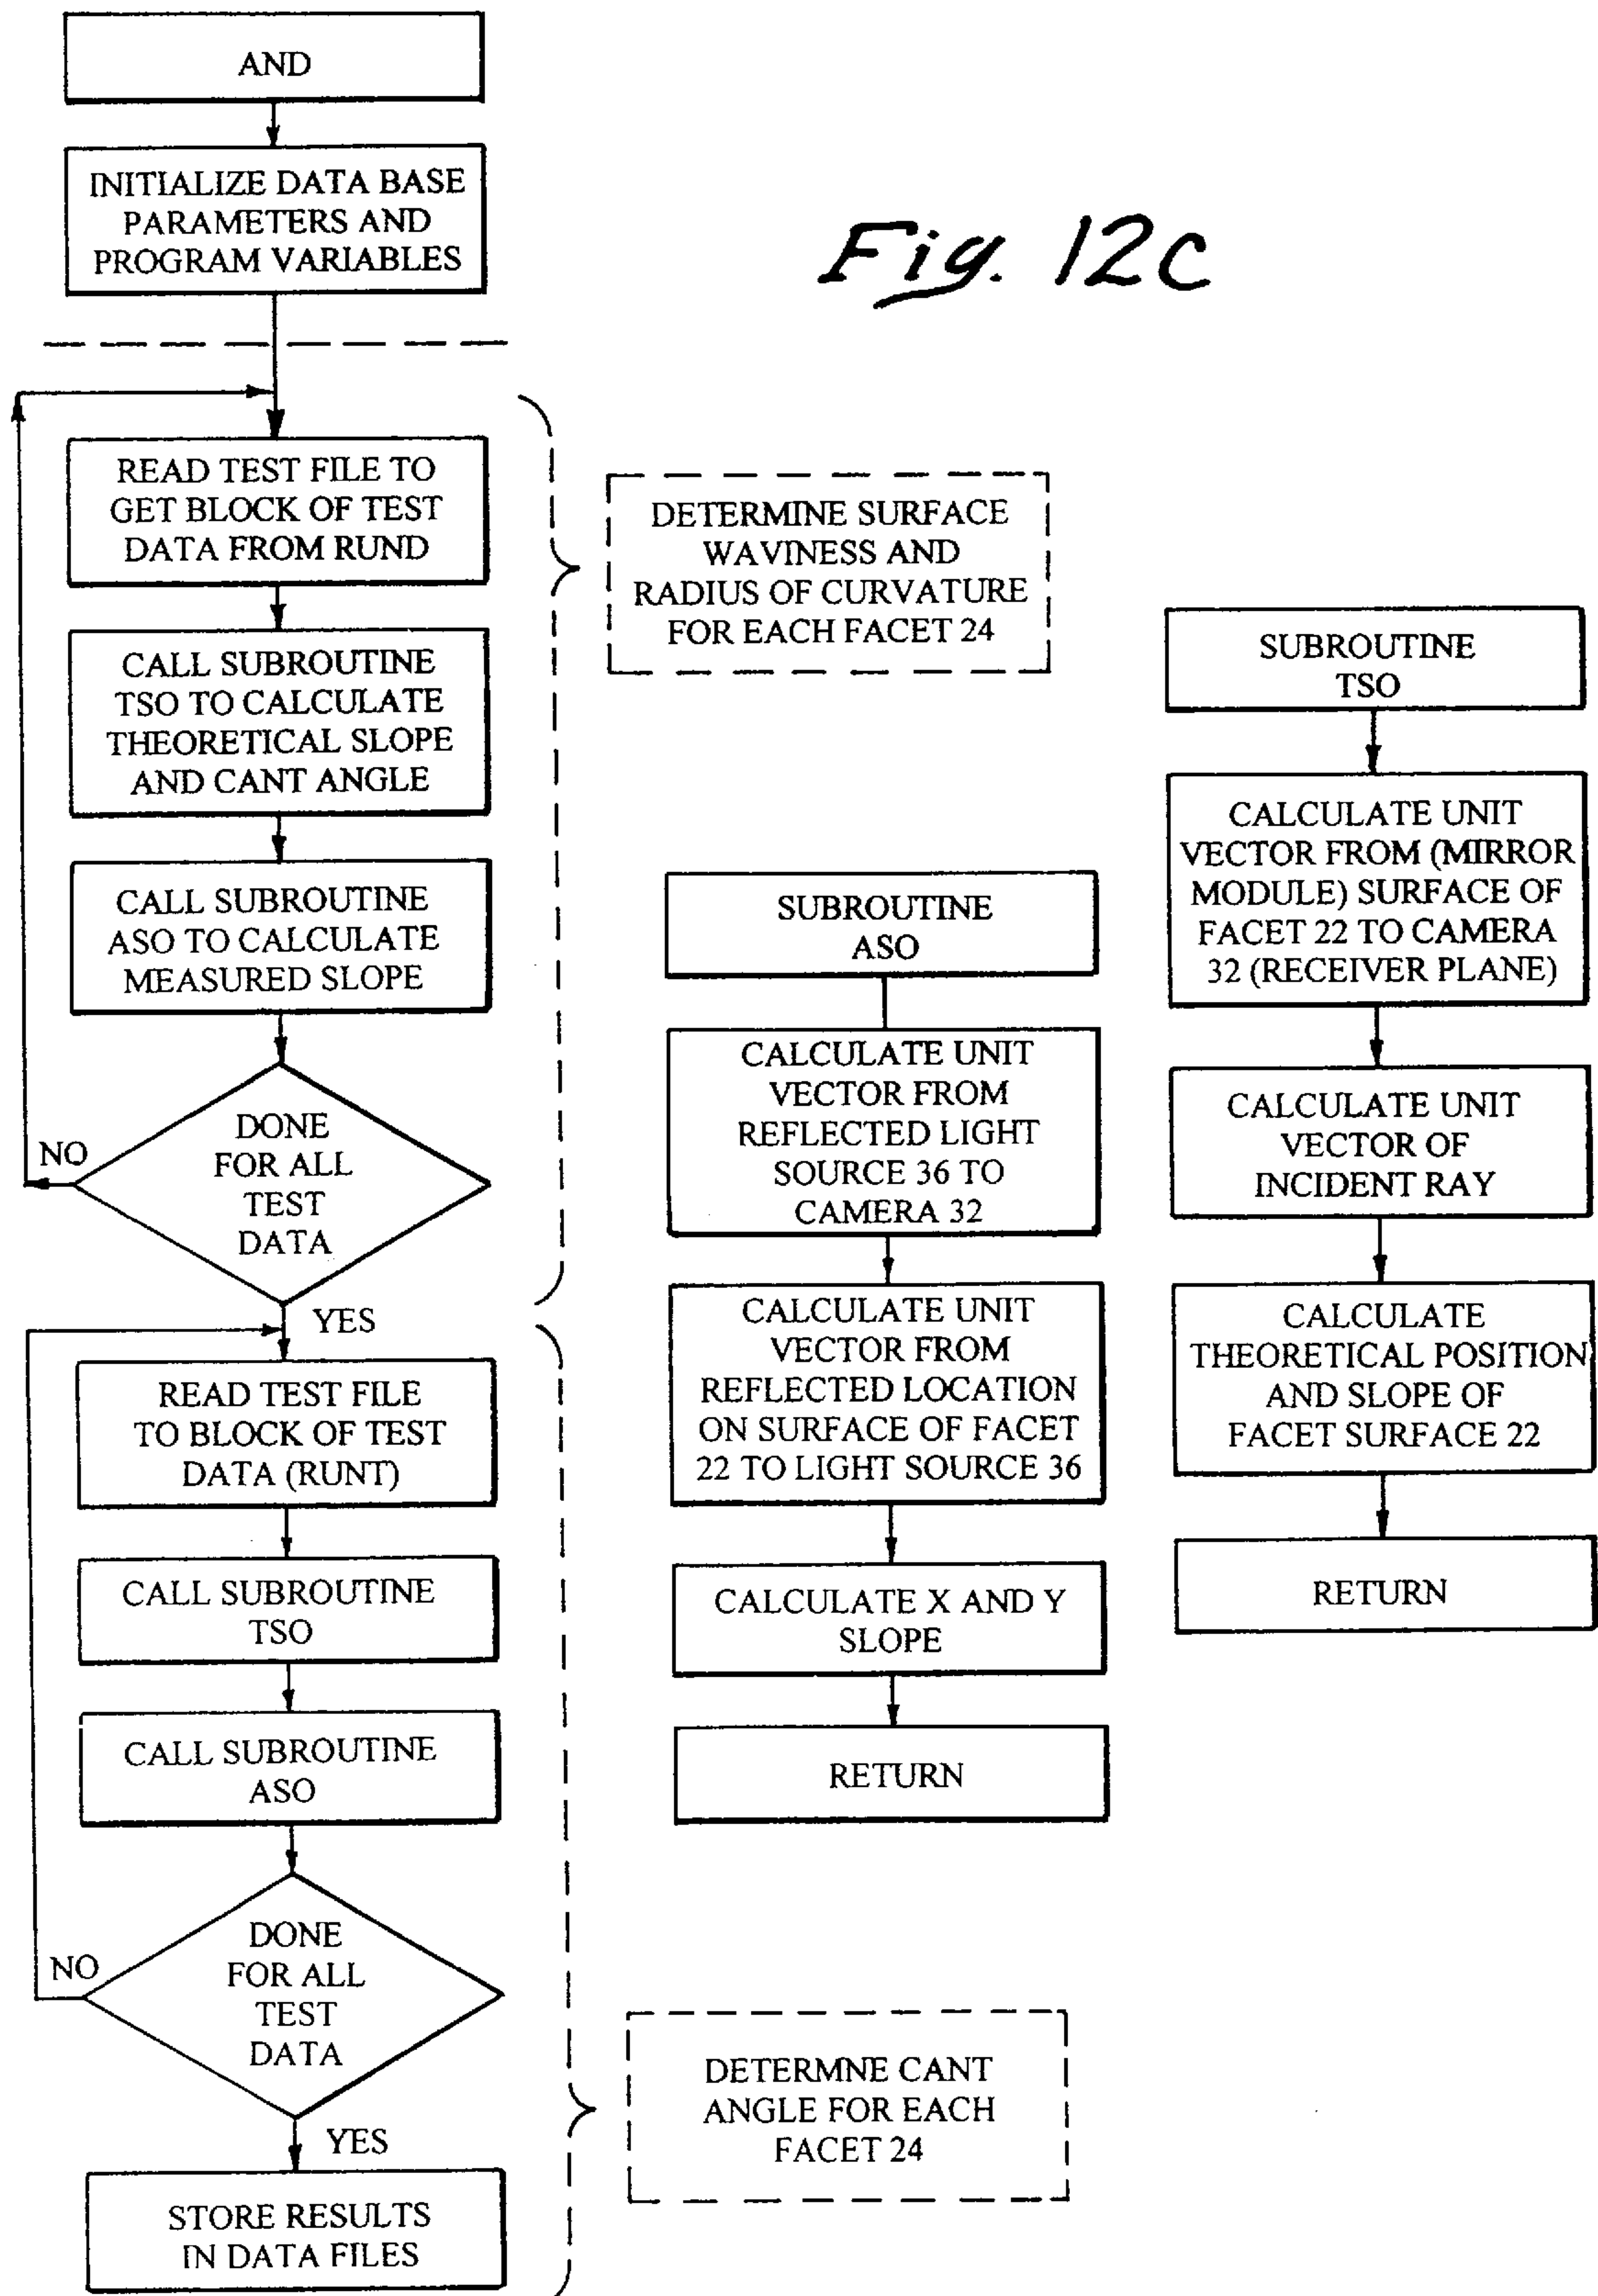 AND
INITIALIZE DATA BASE
PARAMETERS AND
PROGRAM VARIABLES
Fig. 12c
READ TEST FILE TO
GET BLOCK OF TEST
DATA FROM RUND
CALL SUBROUTINE
TSO TO CALCULATE
THEORETICAL SLOPE
AND CANT ANGLE
CALL SUBROUTINE
ASO TO CALCULATE
MEASURED SLOPE
DONE
FOR ALL
TEST
DATA
NO
YES
DETERMINE SURFACE
WAVINESS AND
RADIUS OF CURVATURE
FOR EACH FACET 24
READ TEST FILE
TO BLOCK OF TEST
DATA (RUNT)
CALL SUBROUTINE
TSO
CALL SUBROUTINE
ASO
DONE
FOR ALL
TEST
DATA
NO
YES
STORE RESULTS
IN DATA FILES
DETERMNE CANT
ANGLE FOR EACH
FACET 24
SUBROUTINE
ASO
CALCULATE UNIT
VECTOR FROM
REFLECTED LIGHT
SOURCE 36 TO
CAMERA 32
CALCULATE UNIT
VECTOR FROM
REFLECTED LOCATION
ON SURFACE OF FACET
22 TO LIGHT SOURCE 36
CALCULATE X AND Y
SLOPE
RETURN
SUBROUTINE
TSO
CALCULATE UNIT
VECTOR FROM (MIRROR
MODULE) SURFACE OF
FACET 22 TO CAMERA
32 (RECEIVER PLANE)
CALCULATE UNIT
VECTOR OF
INCIDENT RAY
CALCULATE
THEORETICAL POSITION
AND SLOPE OF
FACET SURFACE 22
RETURN